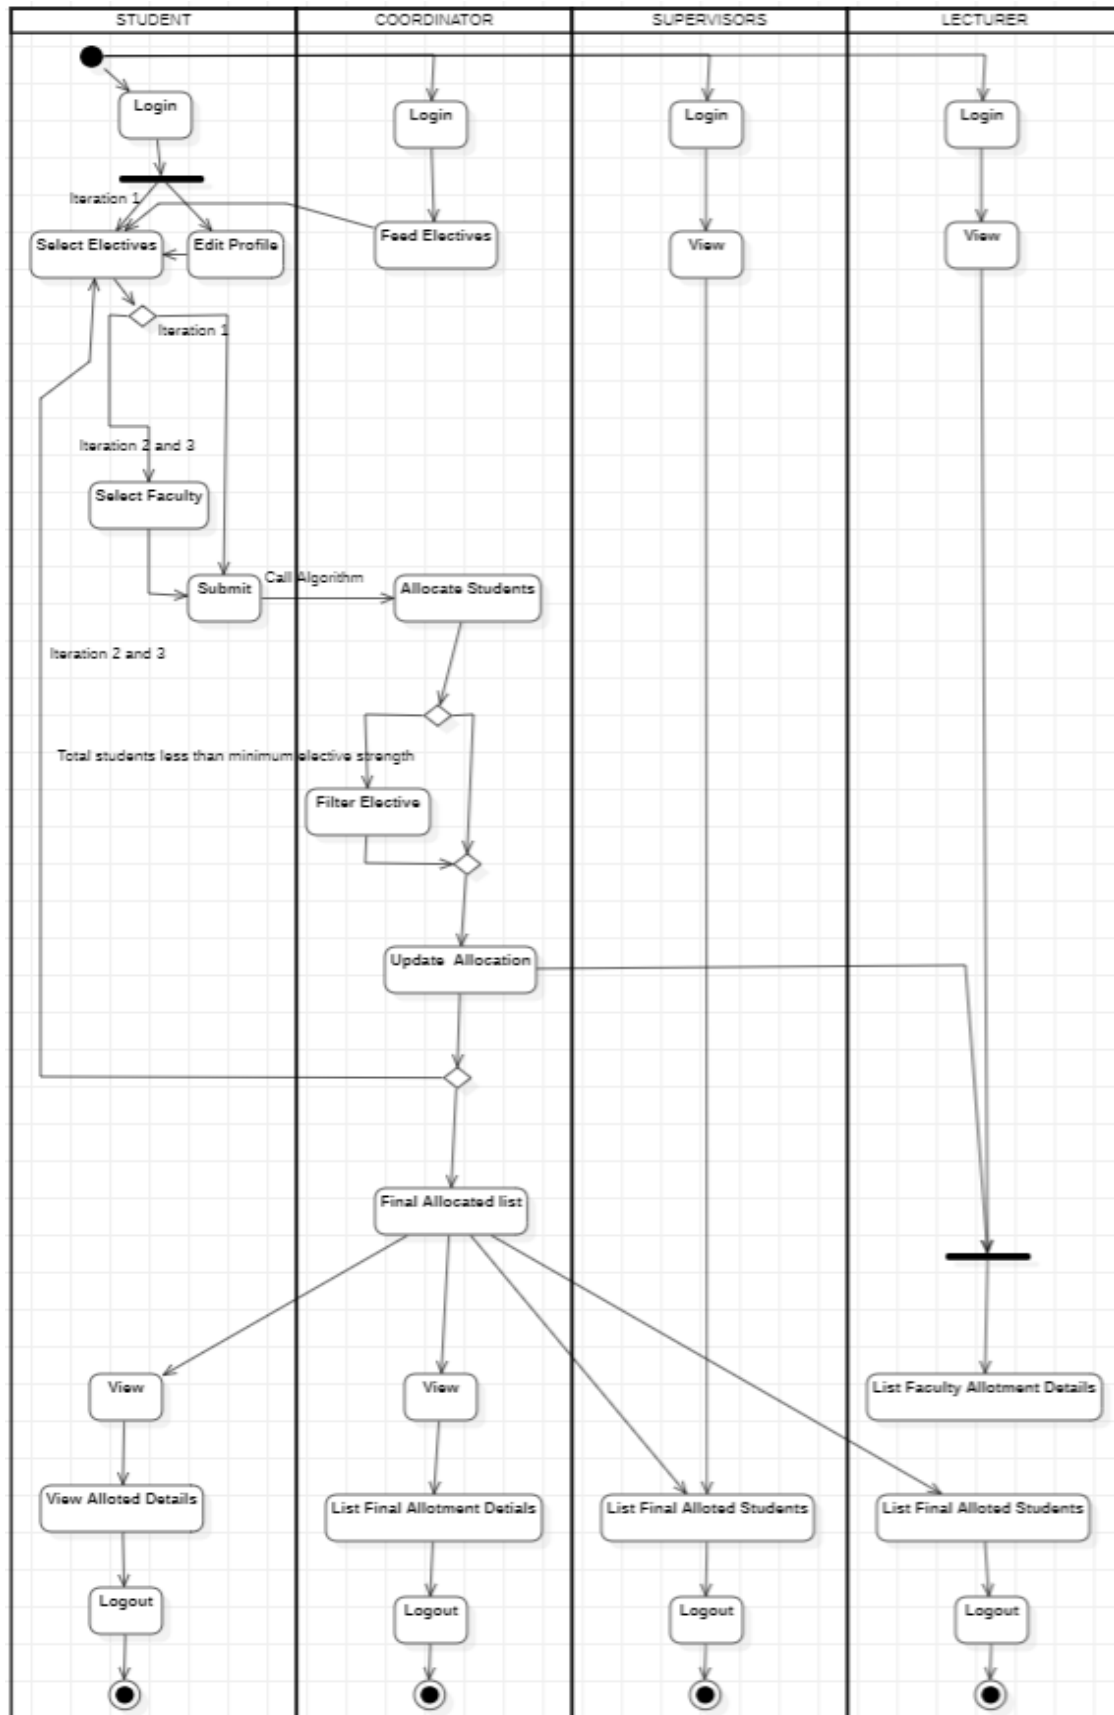 STUDENT
COORDINATOR
SUPERVISORS
LECTURER
Login
Login
Login
Login
Iteration 1
Select Electives
Edit Profile
Feed Electives
View
View
Iteration 1
Iteration 2 and 3
Select Faculty
Submit
Call Algorithm
Allocate Students
Iteration 2 and 3
Total students less than minimum elective strength
Filter Elective
Update Allocation
Final Allocated list
View
View
List Faculty Allotment Details
View Alloted Details
List Final Allotment Detials
List Final Alloted Students
List Final Alloted Students
Logout
Logout
Logout
Logout